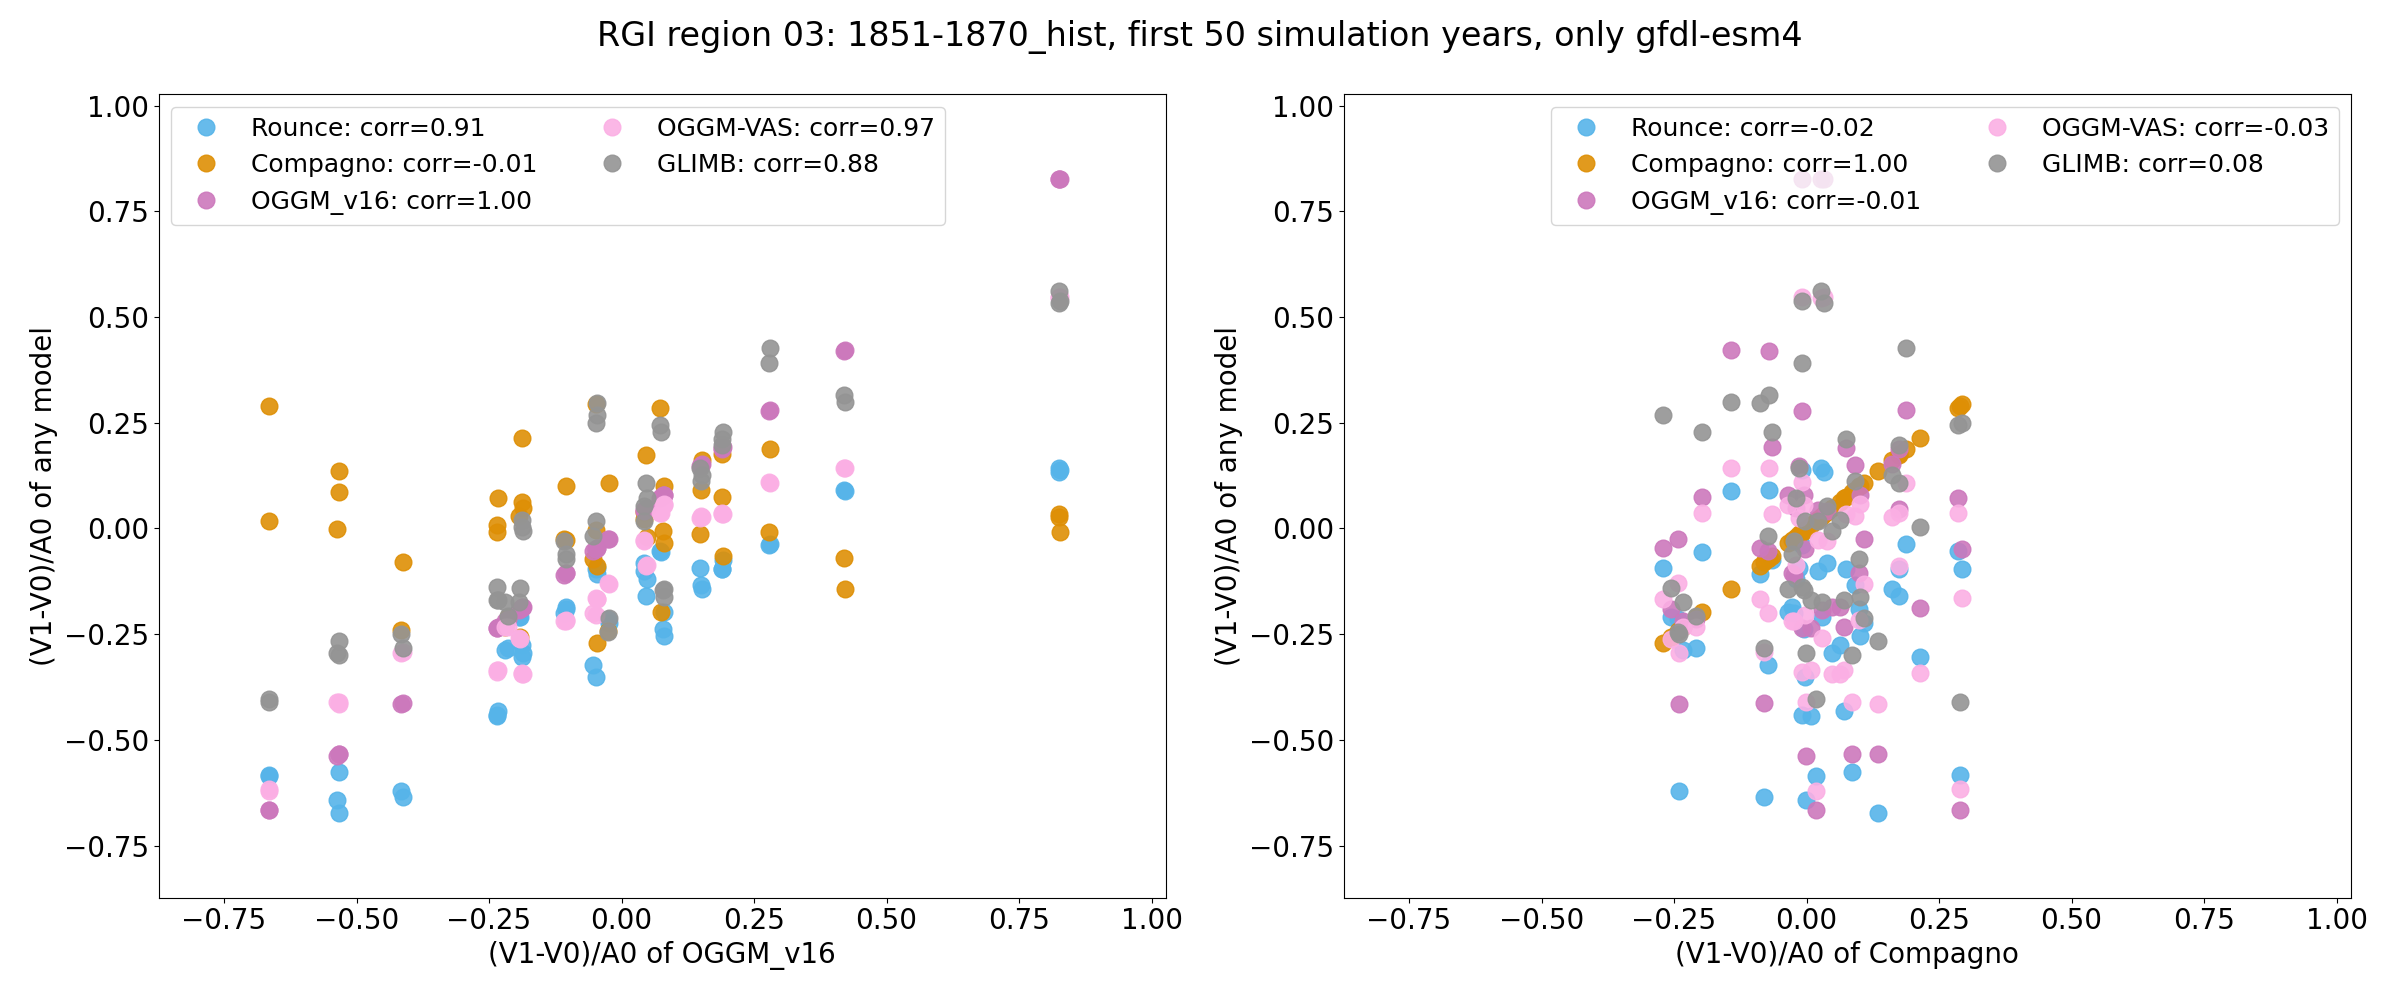 RGI region 03: 1851-1870_hist, first 50 simulation years, only gfdl-esm4
Rounce: corr=0.91
Compagno: corr=-0.01
OGGM_v16: corr=1.00
OGGM-VAS: corr=0.97
GLIMB: corr=0.88
1.00
0.75
0.50
0.25
0.00
−0.25
−0.50
−0.75
(V1-V0)/A0 of any model
−0.75 −0.50 −0.25 0.00 0.25 0.50 0.75 1.00
(V1-V0)/A0 of OGGM_v16
Rounce: corr=-0.02
Compagno: corr=1.00
OGGM_v16: corr=-0.01
OGGM-VAS: corr=-0.03
GLIMB: corr=0.08
1.00
0.75
0.50
0.25
0.00
−0.25
−0.50
−0.75
(V1-V0)/A0 of any model
−0.75 −0.50 −0.25 0.00 0.25 0.50 0.75 1.00
(V1-V0)/A0 of Compagno